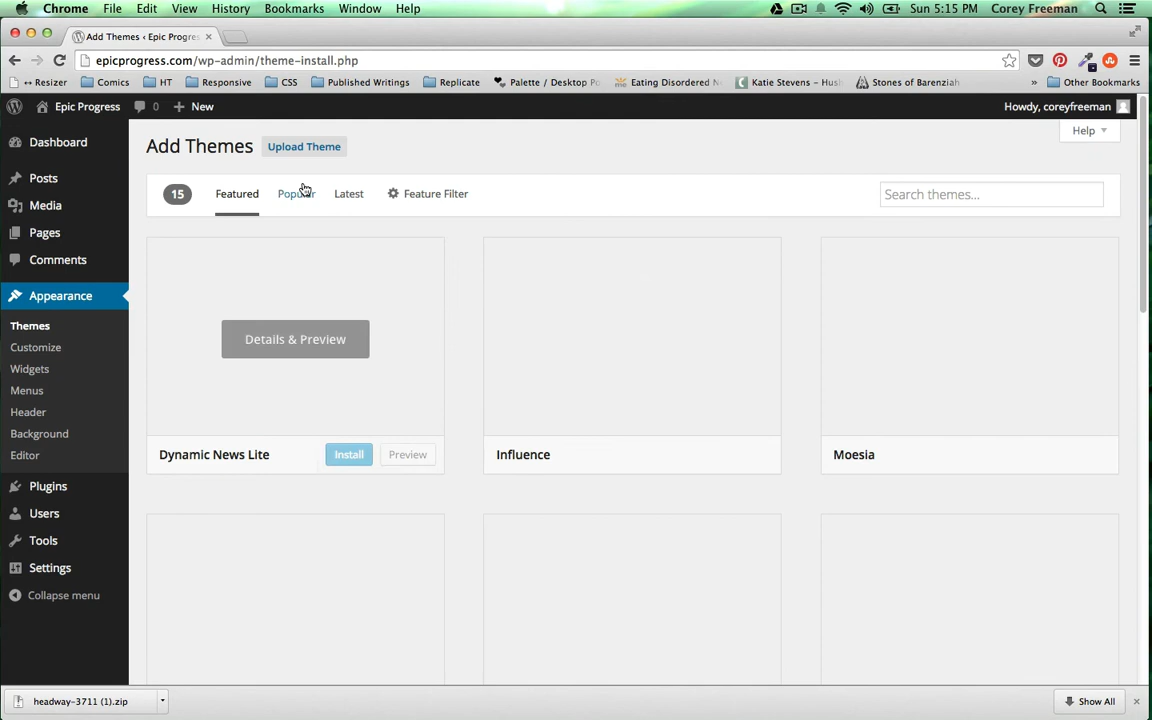 Chrome File Edit View History Bookmarks Window Help Sun 5:15 PM Corey Freeman
Add Themes ‹ Epic Progres
epicprogress.com/wp-admin/theme-install.php
↔ Resizer Comics HT Responsive CSS Published Writings Replicate Palette / Desktop Po Eating Disordered N Katie Stevens - Hush Stones of Barenziah » Other Bookmarks
Epic Progress 0 New Howdy, coreyfreeman
Help
Add Themes Upload Theme
15 Featured Popular Latest Feature Filter Search themes...
Dashboard
Posts
Media
Pages
Comments
Appearance
Themes
Customize
Widgets
Menus
Header
Background
Editor
Plugins
Users
Tools
Settings
Collapse menu
Details & Preview
Dynamic News Lite Install Preview
Influence
Moesia
headway-3711 (1).zip Show All